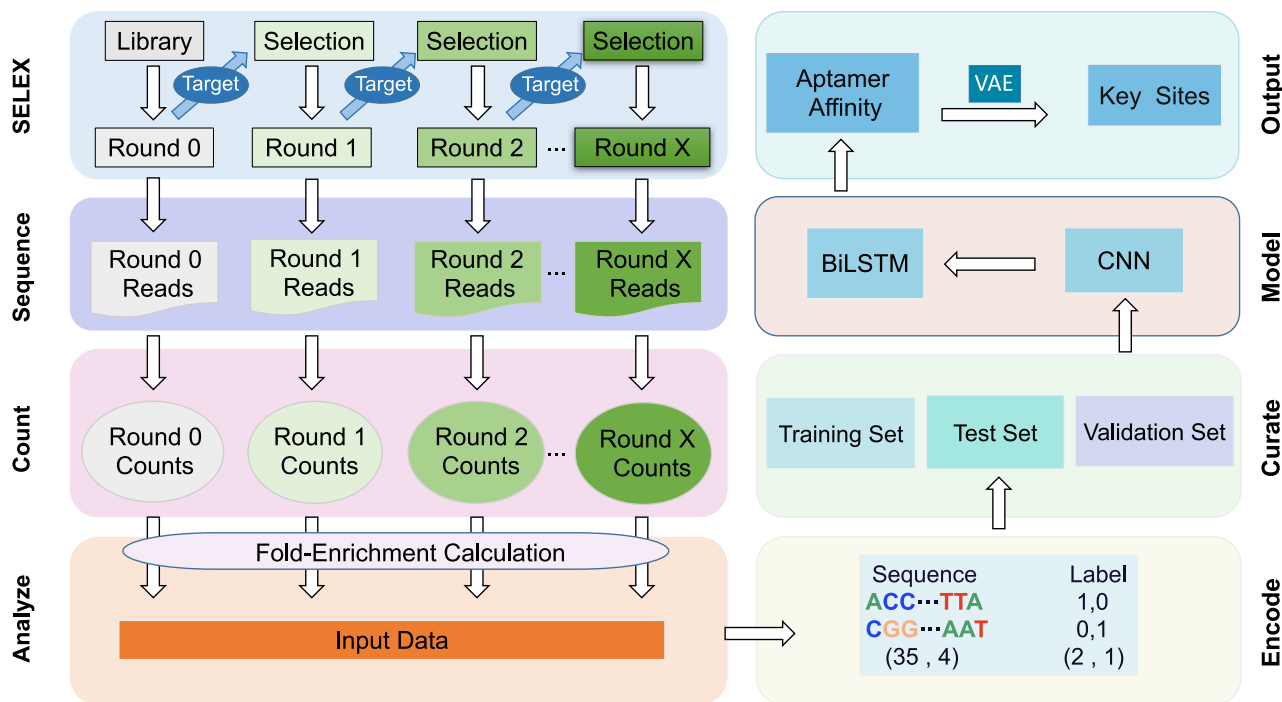 SELEX
Library
Selection
Selection
Selection
Target
Target
Target
Round 0
Round 1
Round 2
...
Round X
Sequence
Round 0
Reads
Round 1
Reads
Round 2
Reads
...
Round X
Reads
Count
Round 0
Counts
Round 1
Counts
Round 2
Counts
...
Round X
Counts
Analyze
Fold-Enrichment Calculation
Input Data
Output
Aptamer
Affinity
VAE
Key Sites
Model
BiLSTM
CNN
Curate
Training Set
Test Set
Validation Set
Encode
Sequence Label
ACC···TTA 1,0
CGG···AAT 0,1
(35 , 4) (2 , 1)